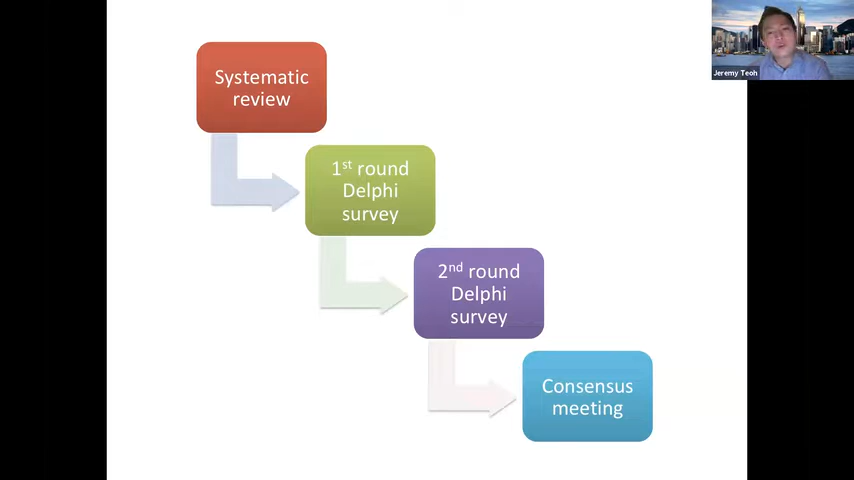 Systematic
review
1st round
Delphi
survey
2nd round
Delphi
survey
Consensus
meeting
Jeremy Teoh